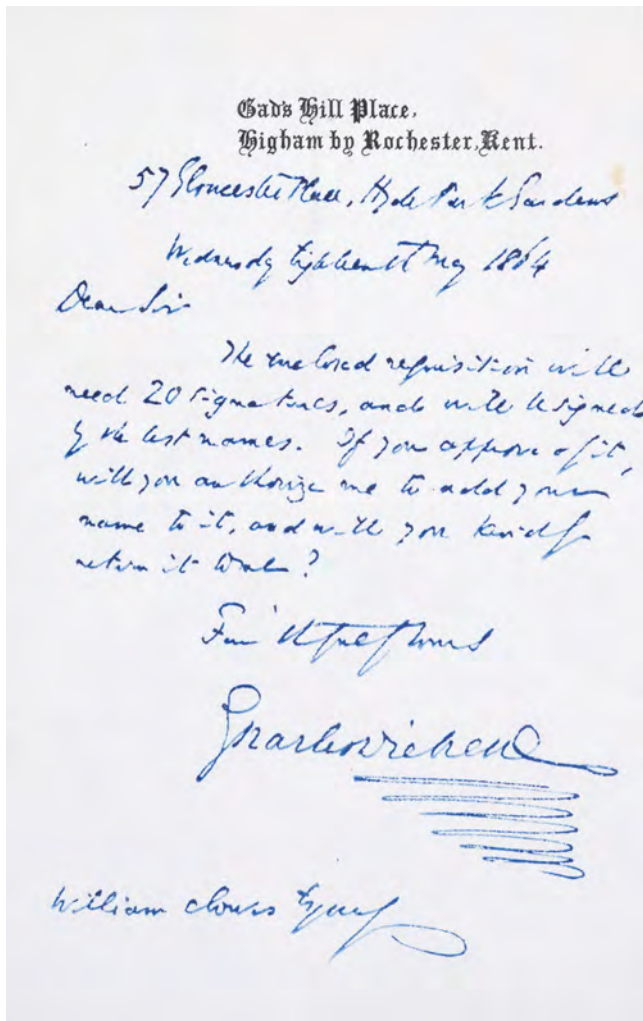 Gad's Hill Place,
Higham by Rochester, Kent.
57 Gloucester Place, Hyde Park Gardens
Wednesday Eighteenth May 1864
Dear Sir
The enclosed requisition will
need 20 signatures, and will be signed
by the best names. If you approve of it,
will you authorize me to add your
name to it, and will you kindly
return it to me?
Faithfully Yours
Charles Dickens
William Clowes Esquire